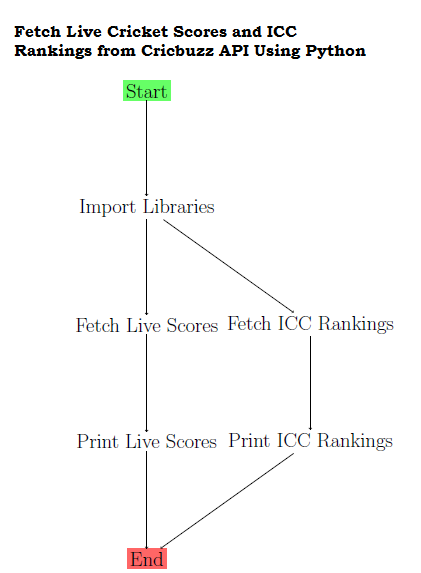 Fetch Live Cricket Scores and ICC
Rankings from Cricbuzz API Using Python
Start
Import Libraries
Fetch Live Scores
Fetch ICC Rankings
Print Live Scores
Print ICC Rankings
End